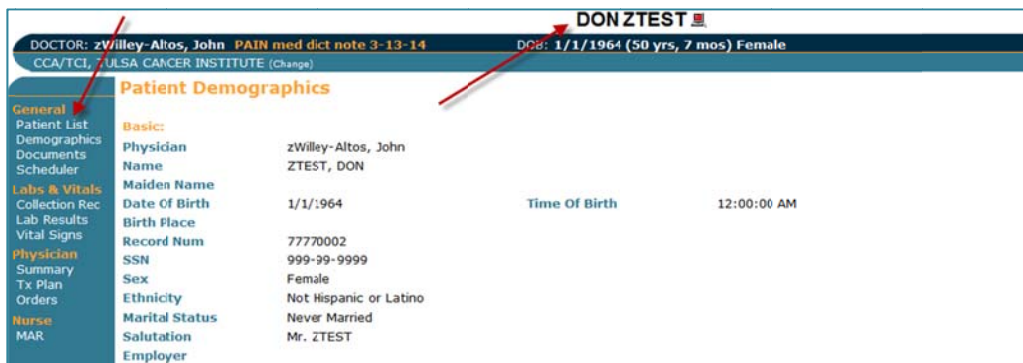 DON ZTEST
DOCTOR: zWilley-Altos, John PAIN med dict note 3-13-14 DOB: 1/1/1964 (50 yrs, 7 mos) Female
CCA/TCI, TULSA CANCER INSTITUTE (Change)
Patient Demographics
General
Patient List
Demographics
Documents
Scheduler
Labs & Vitals
Collection Rec
Lab Results
Vital Signs
Physician
Summary
Tx Plan
Orders
Nurse
MAR
Basic:
Physician zWilley-Altos, John
Name ZTEST, DON
Maiden Name
Date Of Birth 1/1/1964 Time Of Birth 12:00:00 AM
Birth Place
Record Num 77770002
SSN 999-99-9999
Sex Female
Ethnicity Not Hispanic or Latino
Marital Status Never Married
Salutation Mr. ZTEST
Employer